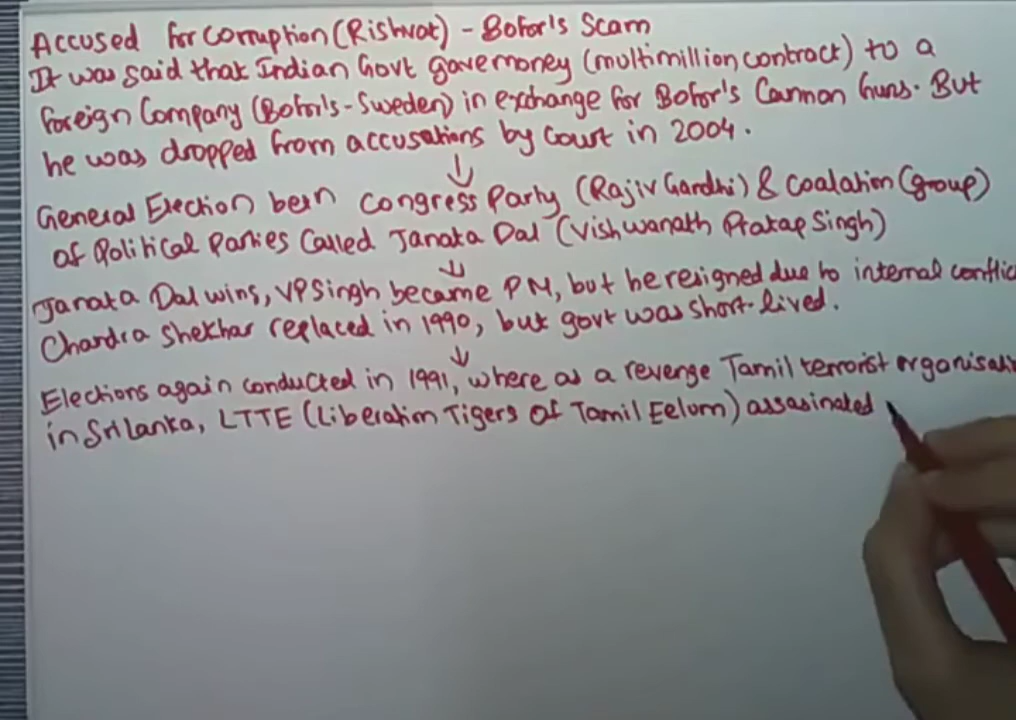 Accused for corruption (Rishvat) - Bofor's Scam
It was said that Indian Govt gave money (multimillion contract) to a
foreign Company (Bofor's - Sweden) in exchange for Bofor's Cannon Guns. But
he was dropped from accusations by Court in 2004.
↓
General Election betn Congress Party (Rajiv Gandhi) & Coalation (group)
of Political Parties Called Janata Dal (Vishwanath Pratap Singh)
↓
Janata Dal wins, VP Singh became PM, but he resigned due to internal conflic
Chandra Shekhar replaced in 1990, but govt was short-lived.
↓
Elections again conducted in 1991, where as a revenge Tamil terrorist organisati
in Sri Lanka, LTTE (Liberation Tigers Of Tamil Eelum) assasinated